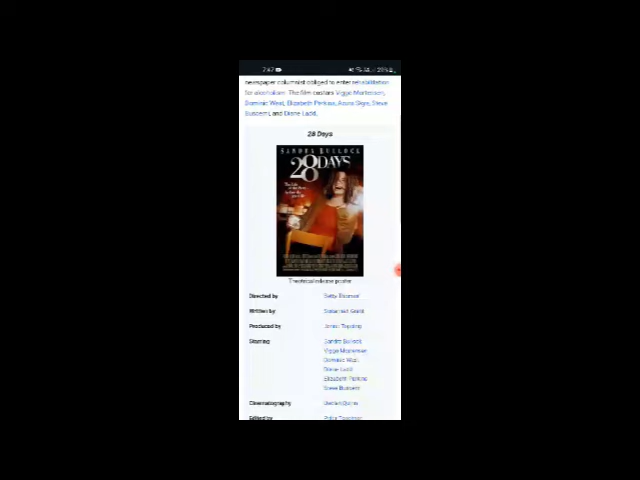 newspaper columnist obliged to enter rehabilitation
for alcoholism. The film costars Viggo Mortensen,
Dominic West, Elizabeth Perkins, Azura Skye, Steve
Buscemi, and Diane Ladd.
28 Days
SANDRA BULLOCK
28 DAYS
Theatrical release poster
Directed by Betty Thomas
Written by Susannah Grant
Produced by Jenno Topping
Starring Sandra Bullock
Viggo Mortensen
Dominic West
Diane Ladd
Elizabeth Perkins
Steve Buscemi
Cinematography Declan Quinn
Edited by